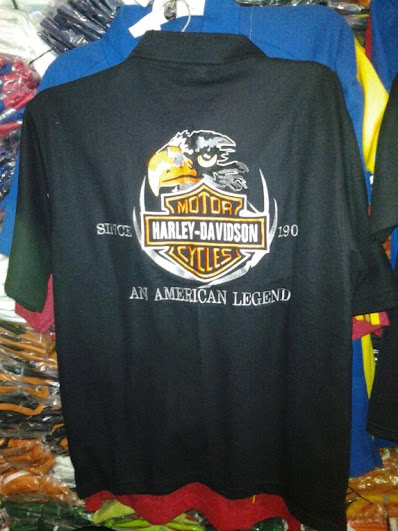 MOTOR
SINCE HARLEY-DAVIDSON 190
CYCLES
AN AMERICAN LEGEND